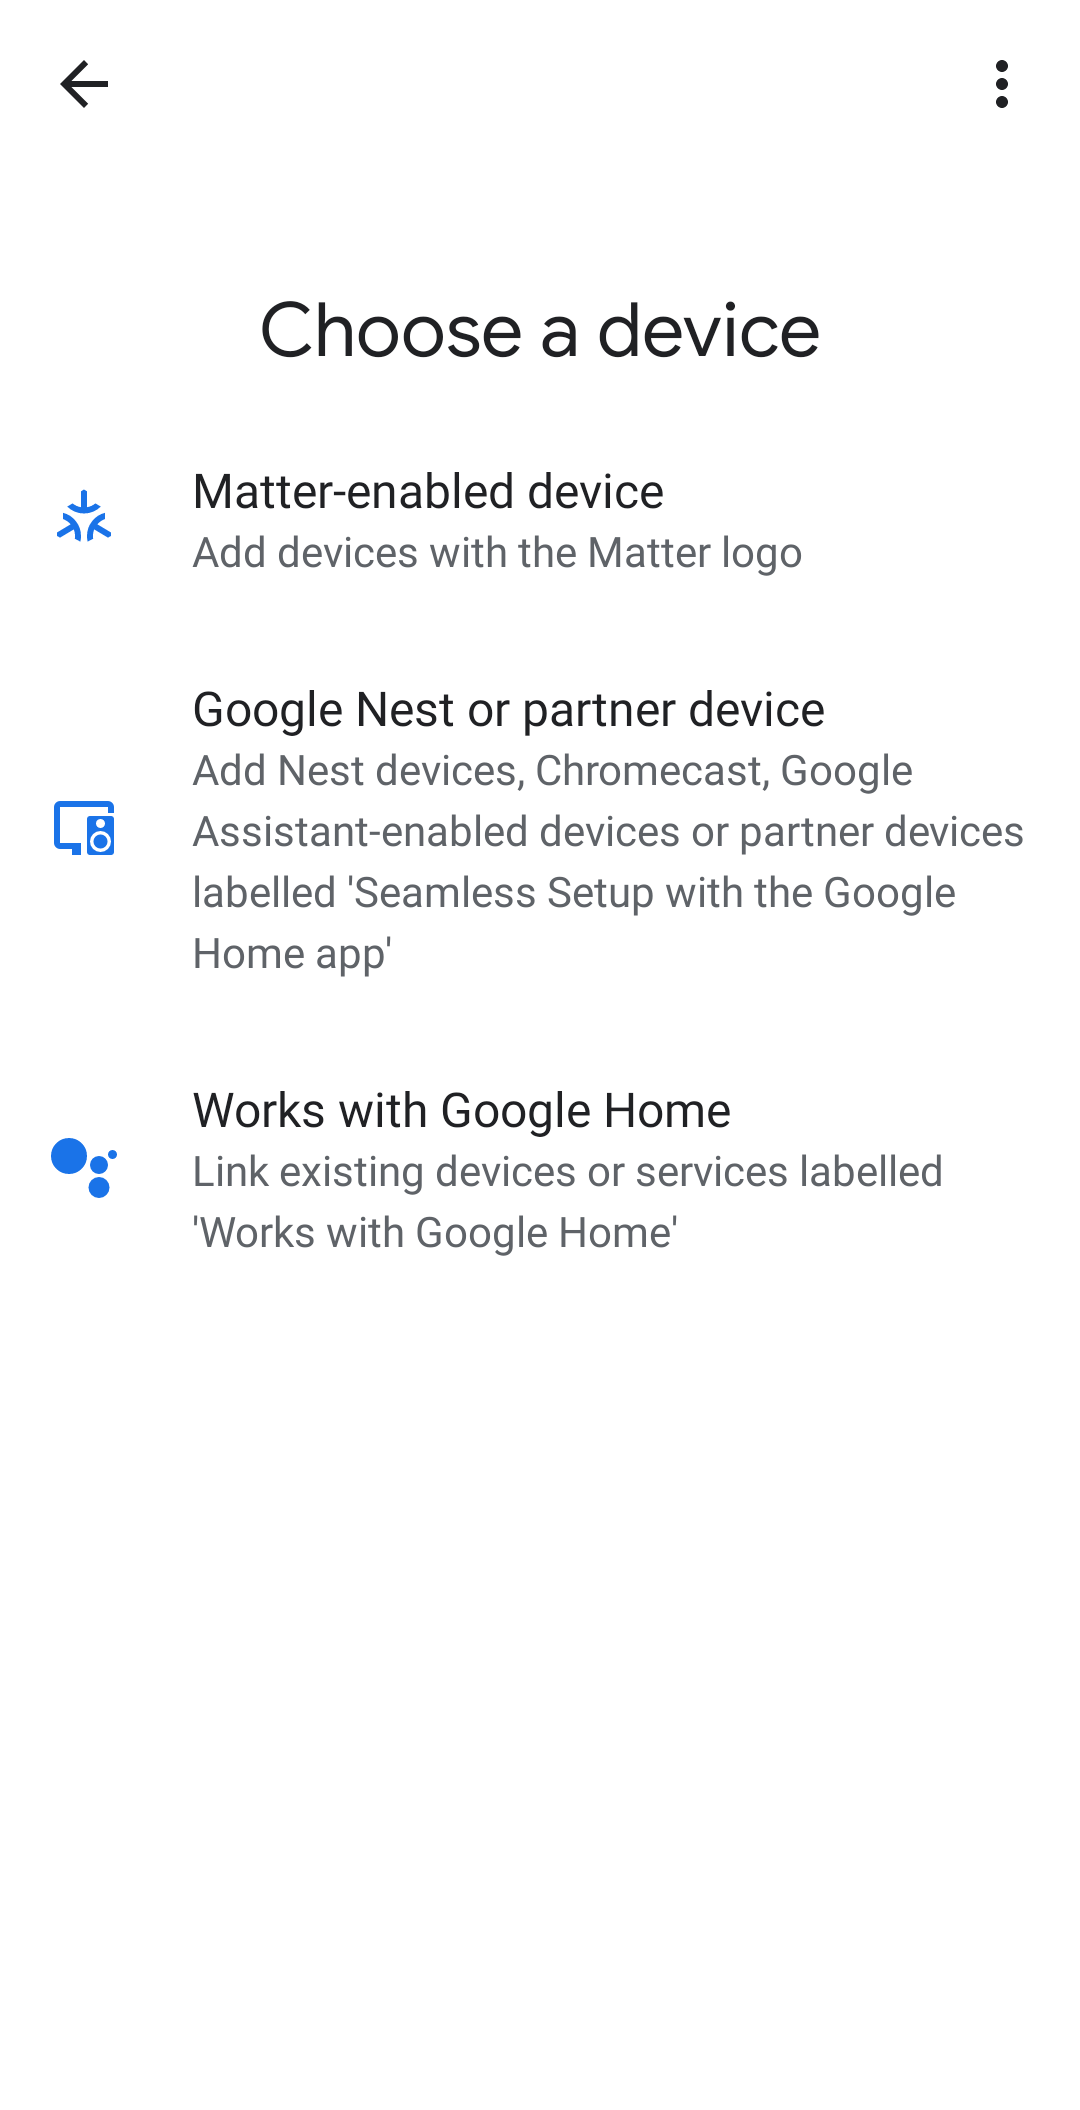 Choose a device
Matter-enabled device
Add devices with the Matter logo
Google Nest or partner device
Add Nest devices, Chromecast, Google
Assistant-enabled devices or partner devices
labelled 'Seamless Setup with the Google
Home app'
Works with Google Home
Link existing devices or services labelled
'Works with Google Home'